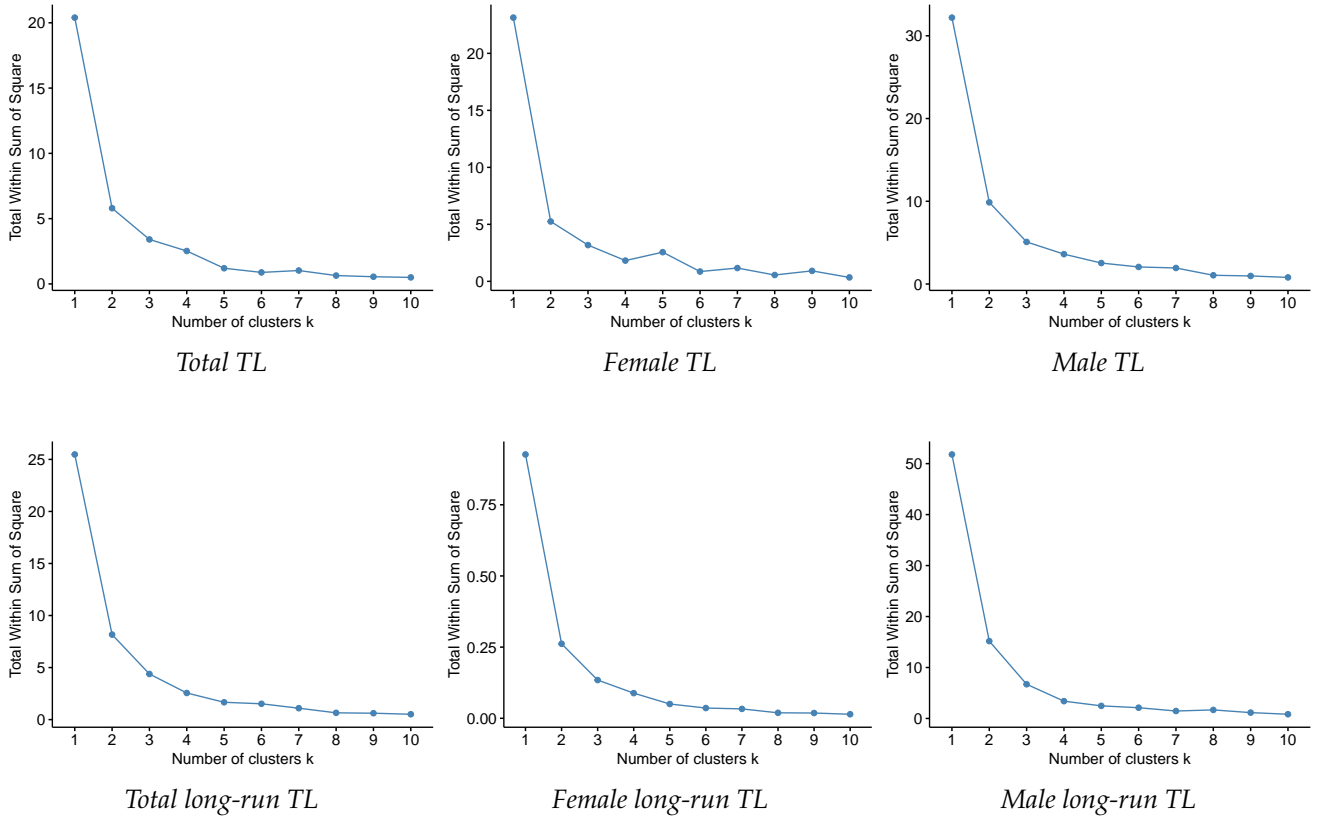 Total Within Sum of Square
20
15
10
5
0
1 2 3 4 5 6 7 8 9 10
Number of clusters k
Total TL
Total Within Sum of Square
20
15
10
5
0
1 2 3 4 5 6 7 8 9 10
Number of clusters k
Female TL
Total Within Sum of Square
30
20
10
0
1 2 3 4 5 6 7 8 9 10
Number of clusters k
Male TL
Total Within Sum of Square
25
20
15
10
5
0
1 2 3 4 5 6 7 8 9 10
Number of clusters k
Total long-run TL
Total Within Sum of Square
0.75
0.50
0.25
0.00
1 2 3 4 5 6 7 8 9 10
Number of clusters k
Female long-run TL
Total Within Sum of Square
50
40
30
20
10
0
1 2 3 4 5 6 7 8 9 10
Number of clusters k
Male long-run TL